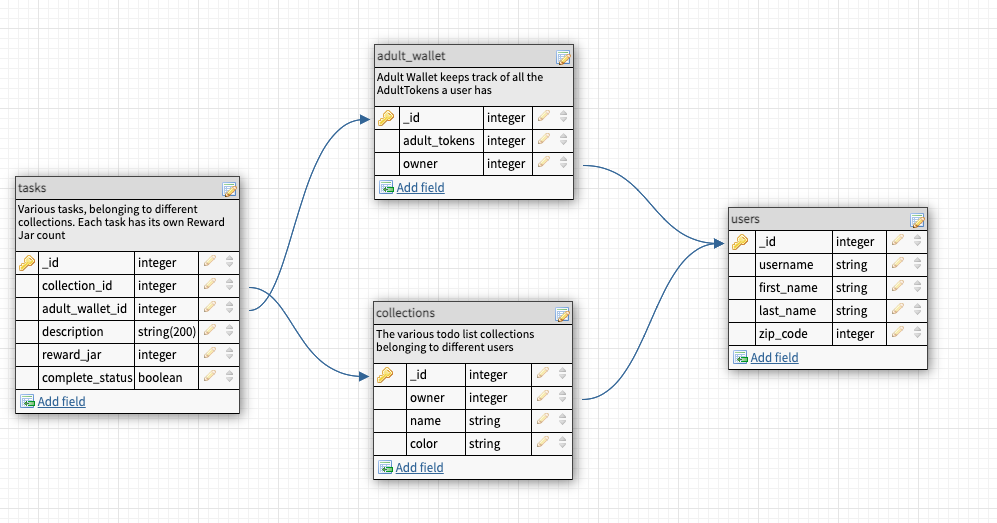 adult_wallet
Adult Wallet keeps track of all the
AdultTokens a user has
_id integer
adult_tokens integer
owner integer
Add field
tasks
Various tasks, belonging to different
collections. Each task has its own Reward
Jar count
_id integer
collection_id integer
adult_wallet_id integer
description string(200)
reward_jar integer
complete_status boolean
Add field
collections
The various todo list collections
belonging to different users
_id integer
owner integer
name string
color string
Add field
users
_id integer
username string
first_name string
last_name string
zip_code integer
Add field